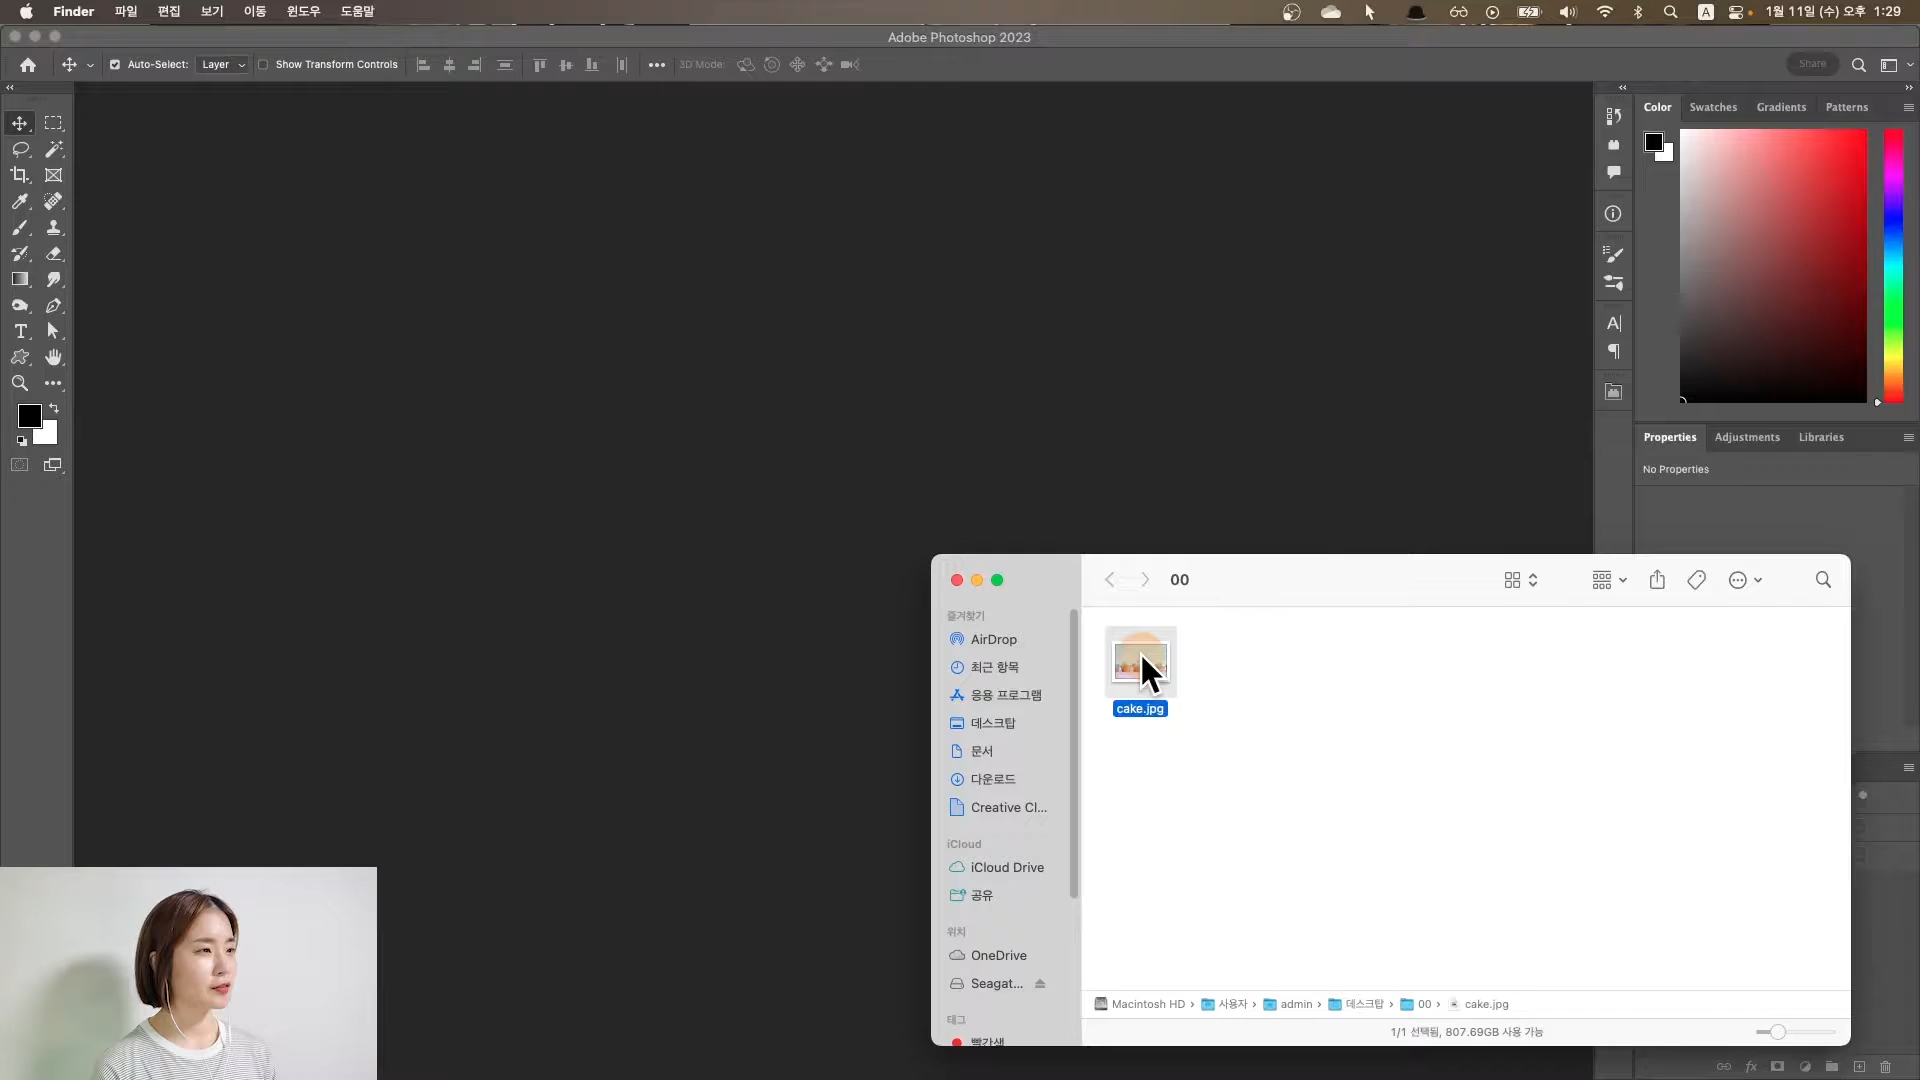 Finder 파일 편집 보기 이동 윈도우 도움말 A 1월 11일 (수) 오후 1:29
Adobe Photoshop 2023
Auto-Select: Layer Show Transform Controls 3D Mode: Share
Color Swatches Gradients Patterns
Properties Adjustments Libraries
No Properties
00
즐겨찾기
AirDrop
최근 항목
응용 프로그램
데스크탑
문서
다운로드
Creative Cl...
iCloud
iCloud Drive
공유
위치
OneDrive
Seagat...
태그
빨간색
cake.jpg
Macintosh HD › 사용자 › admin › 데스크탑 › 00 › cake.jpg
1/1 선택됨, 807.69GB 사용 가능